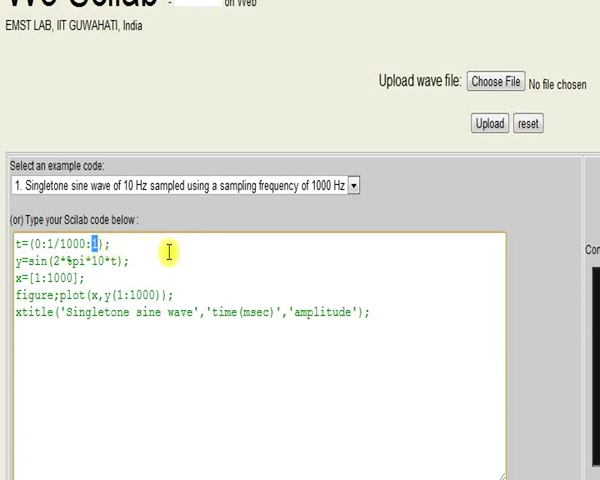 on Web
EMST LAB, IIT GUWAHATI, India
Upload wave file: Choose File No file chosen
Upload reset
Select an example code:
1. Singletone sine wave of 10 Hz sampled using a sampling frequency of 1000 Hz
(or) Type your Scilab code below :
t=(0:1/1000:1);
y=sin(2*%pi*10*t);
x=[1:1000];
figure;plot(x,y(1:1000));
xtitle('Singletone sine wave','time(msec)','amplitude');